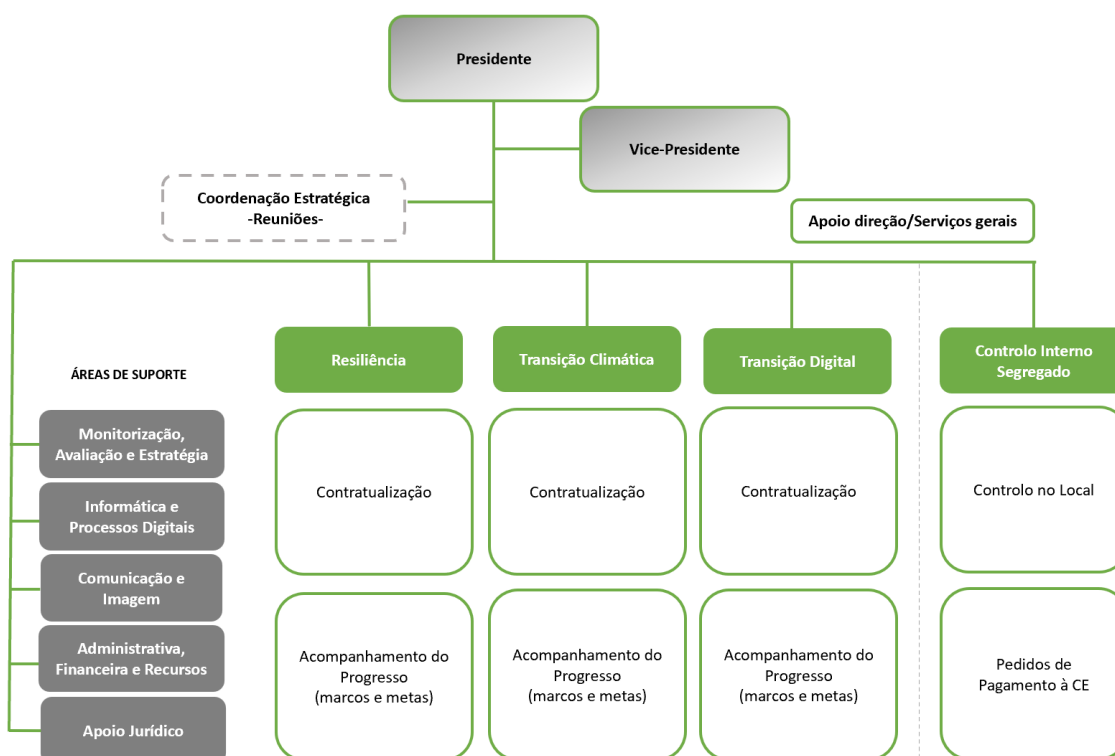 Presidente
Vice-Presidente
Coordenação Estratégica
-Reuniões-
Apoio direção/Serviços gerais
ÁREAS DE SUPORTE
Monitorização,
Avaliação e Estratégia
Informática e
Processos Digitais
Comunicação e
Imagem
Administrativa,
Financeira e Recursos
Apoio Jurídico
Resiliência
Contratualização
Acompanhamento do
Progresso
(marcos e metas)
Transição Climática
Contratualização
Acompanhamento do
Progresso
(marcos e metas)
Transição Digital
Contratualização
Acompanhamento do
Progresso
(marcos e metas)
Controlo Interno
Segregado
Controlo no Local
Pedidos de
Pagamento à CE